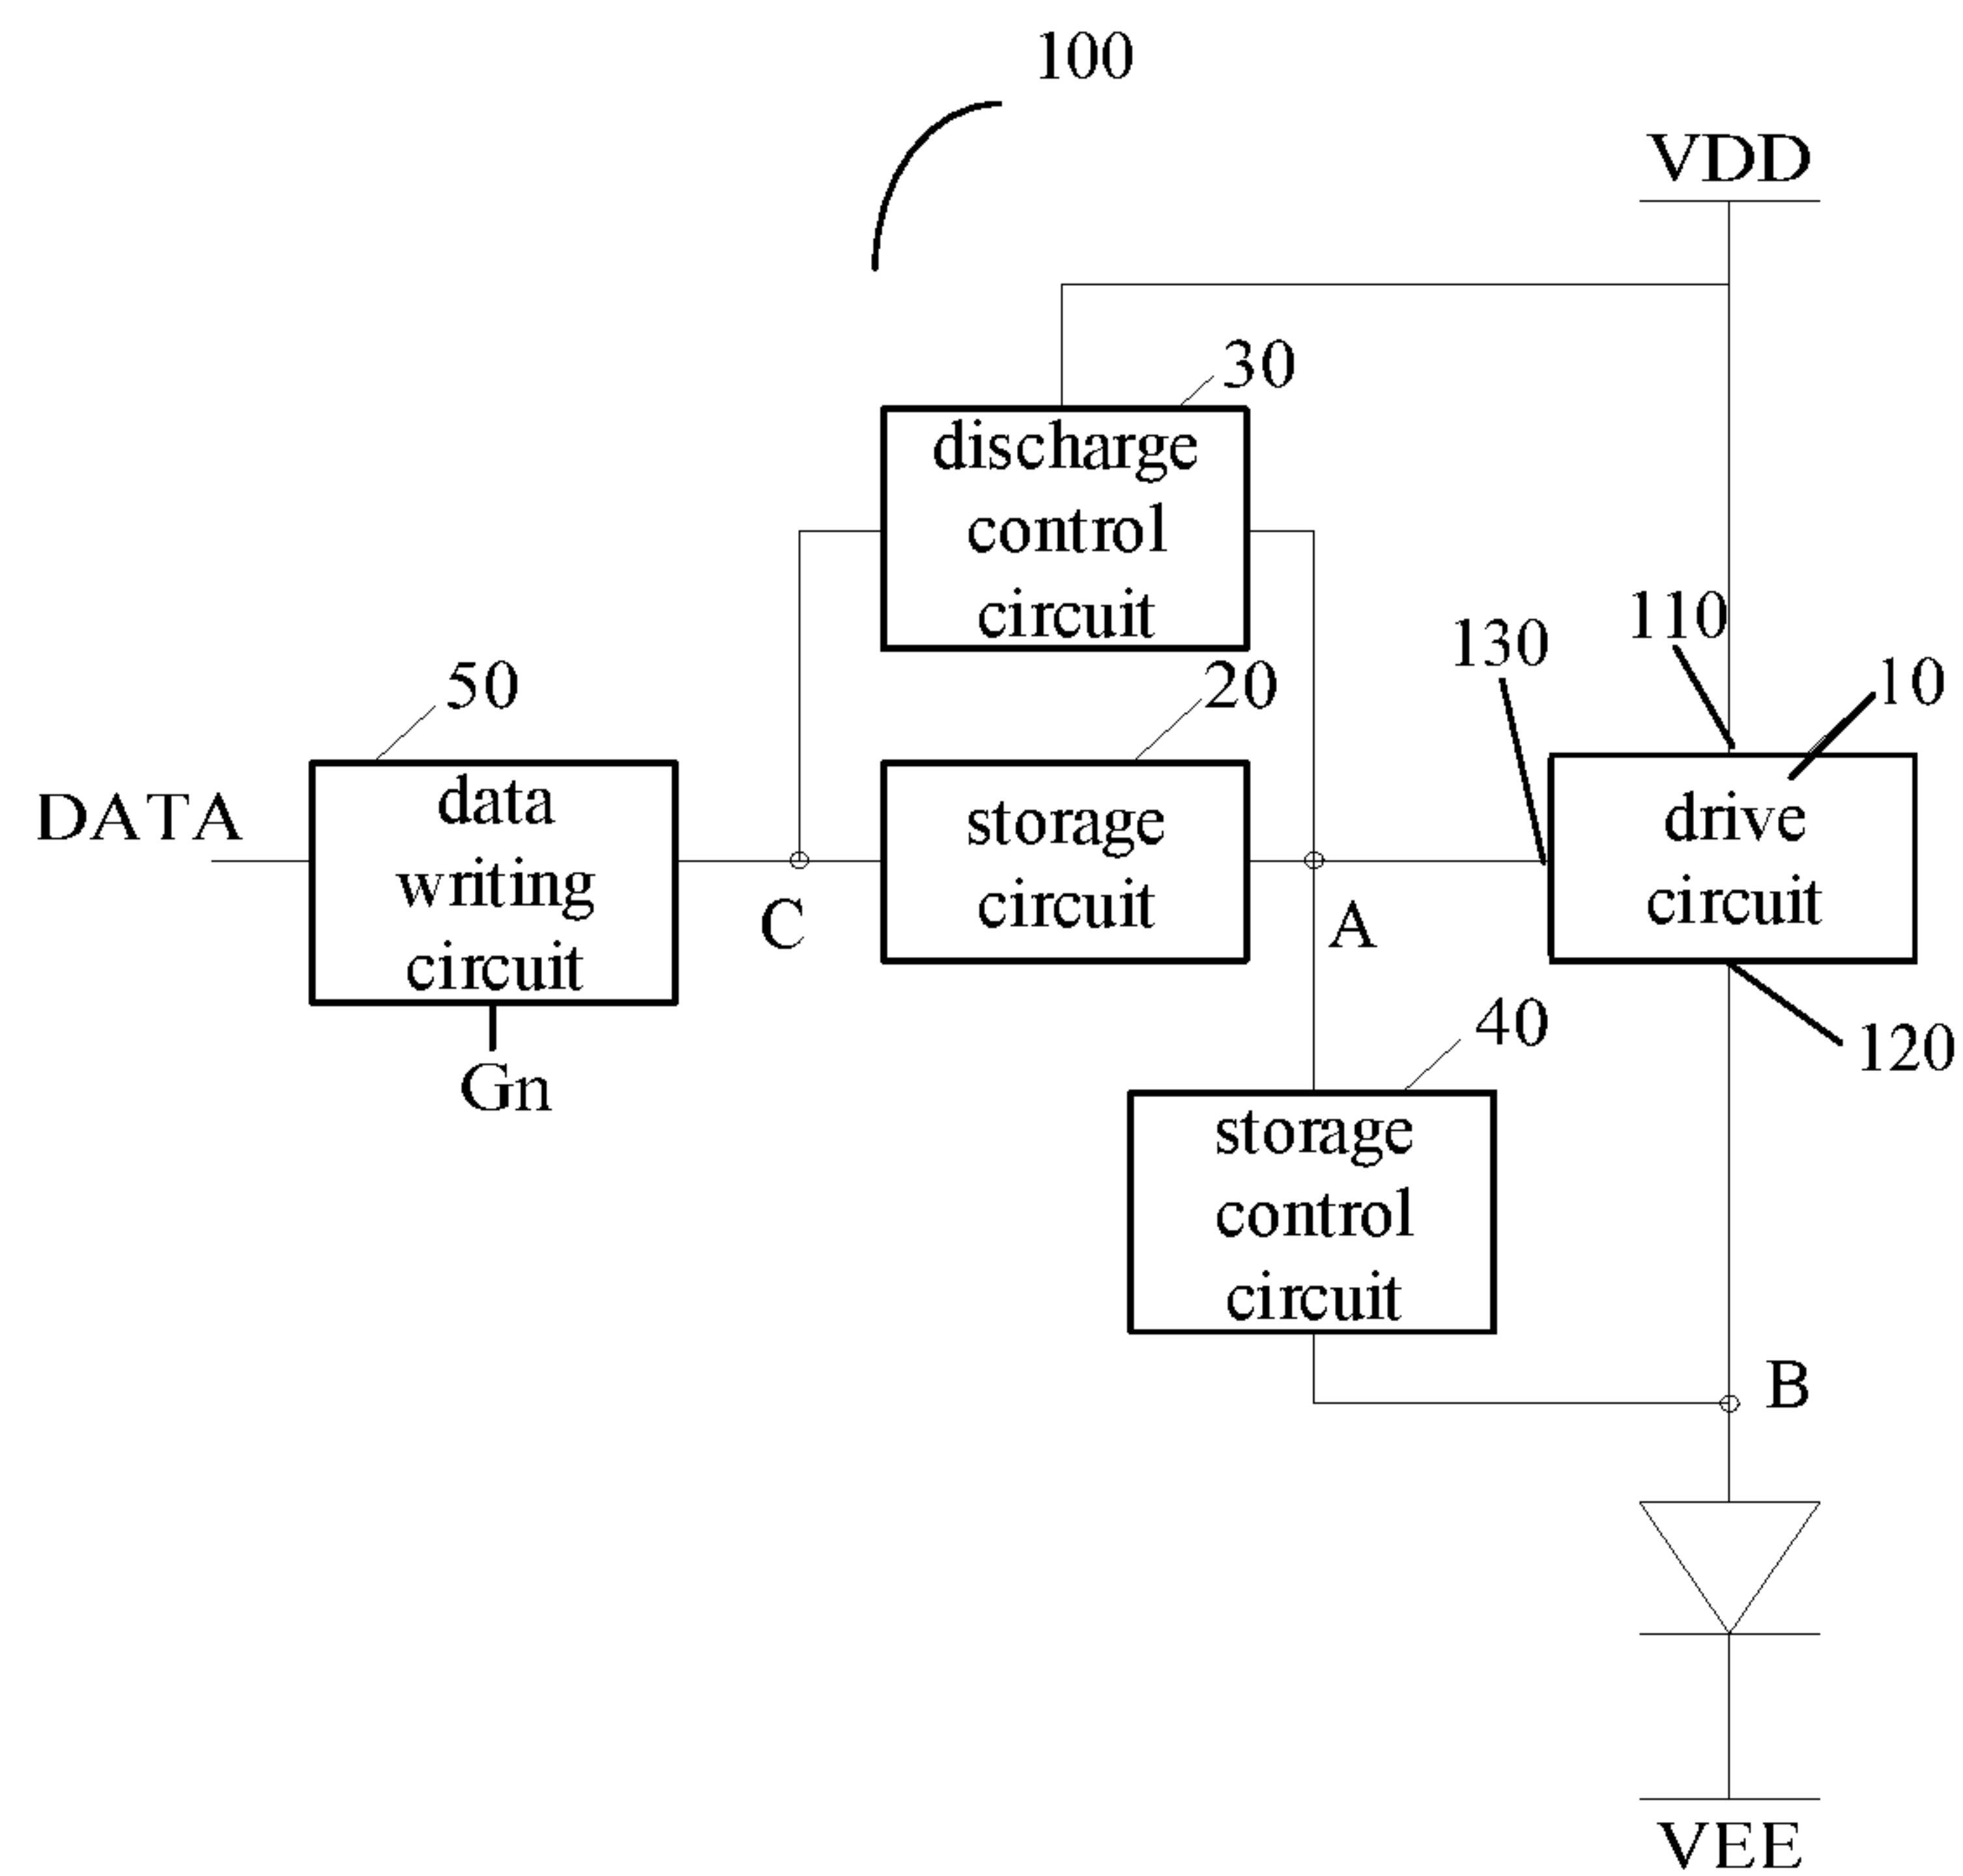 100
VDD
30
discharge
control
circuit
110
130
10
20
50
DATA
data
writing
circuit
storage
circuit
drive
circuit
C
A
Gn
40
120
storage
control
circuit
B
VEE